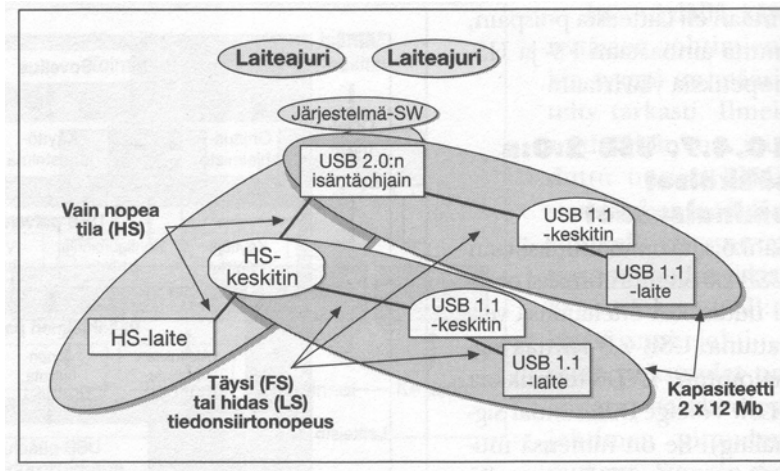 Laiteajuri
Laiteajuri
Järjestelmä-SW
USB 2.0:n
isäntäohjain
Vain nopea
tila (HS)
USB 1.1
-keskitin
HS-
keskitin
USB 1.1
-laite
USB 1.1
-keskitin
HS-laite
USB 1.1
-laite
Täysi (FS)
tai hidas (LS)
tiedonsiirtonopeus
Kapasiteetti
2 x 12 Mb